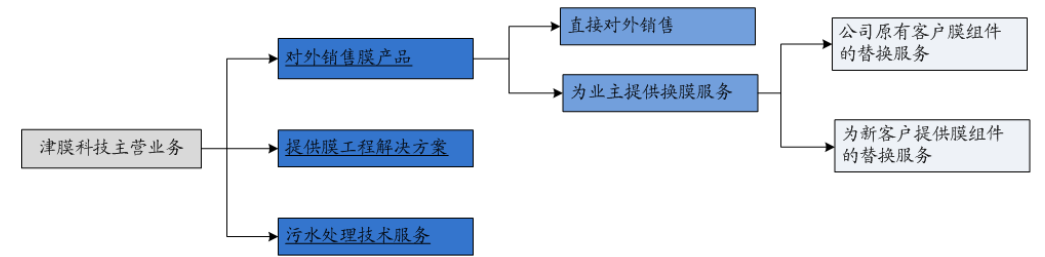 津膜科技主营业务
对外销售膜产品
提供膜工程解决方案
污水处理技术服务
直接对外销售
为业主提供换膜服务
公司原有客户膜组件
的替换服务
为新客户提供膜组件
的替换服务